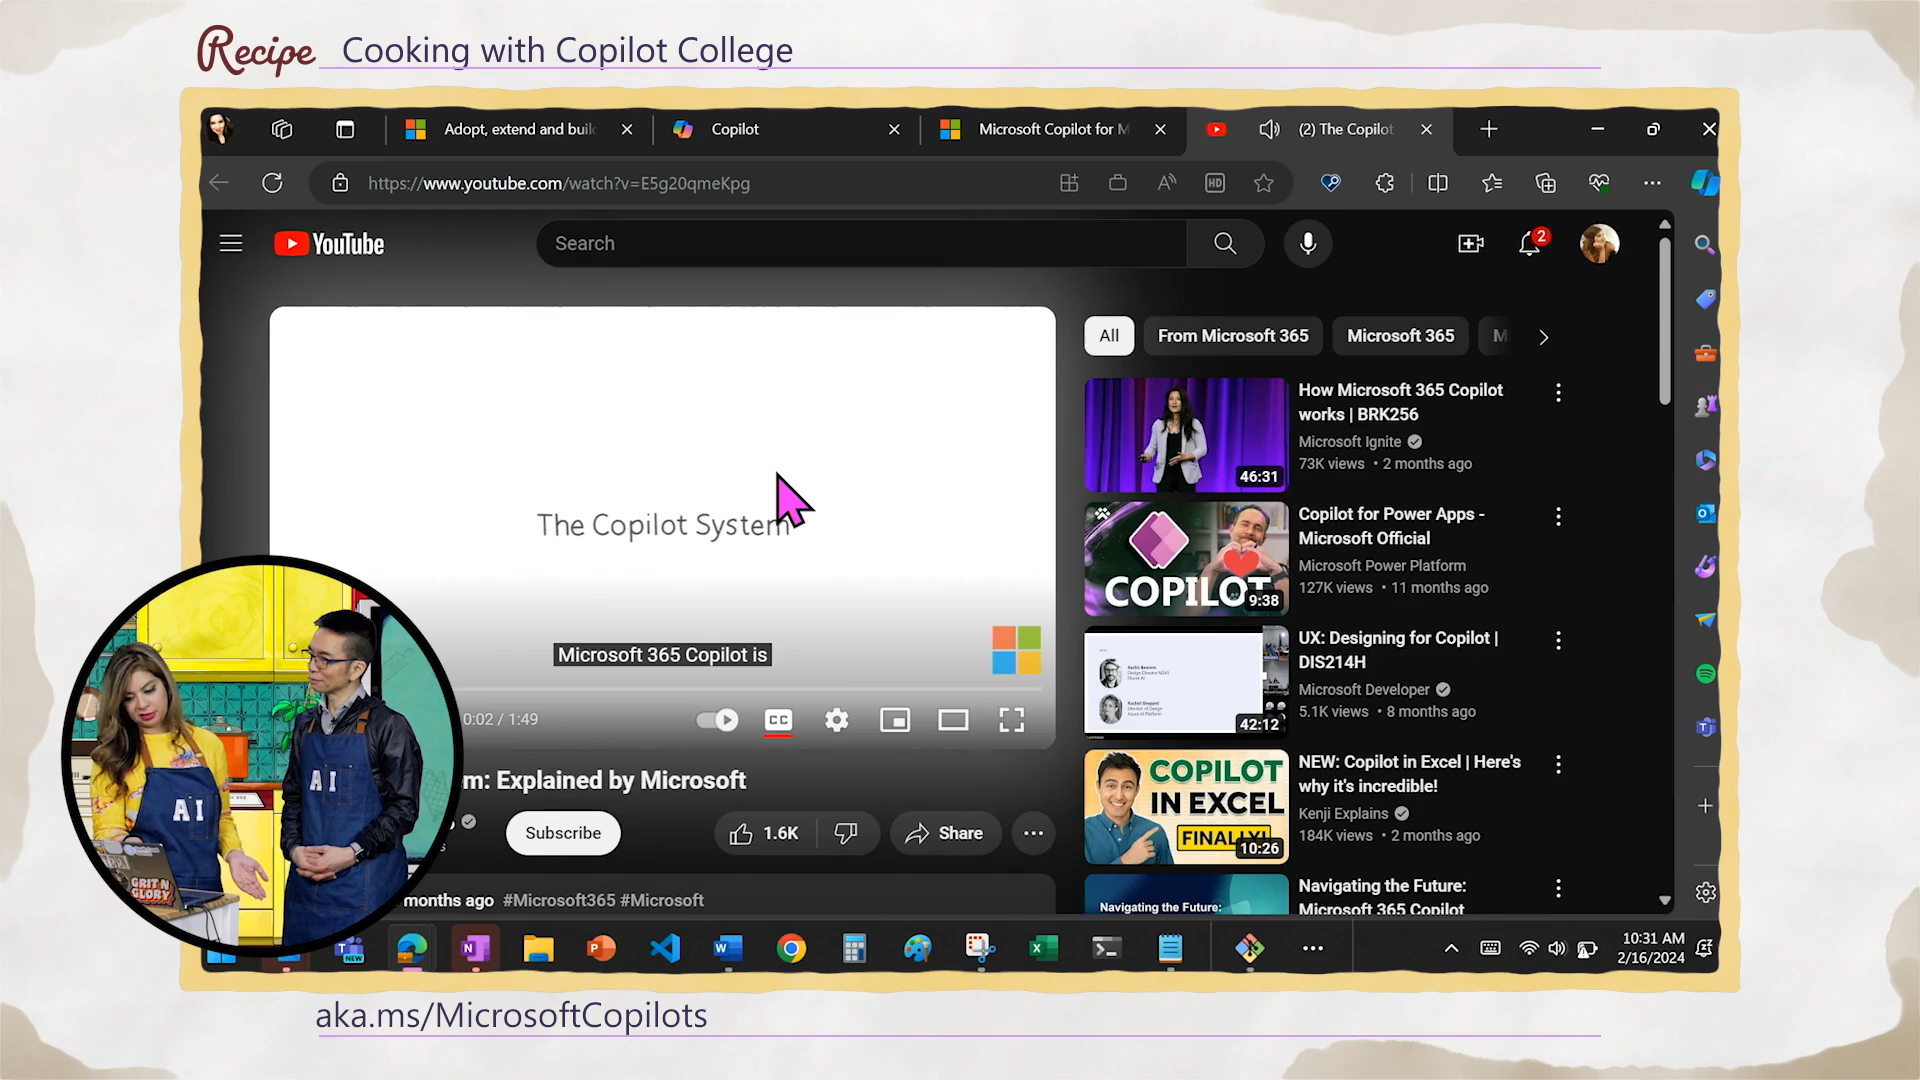 Recipe Cooking with Copilot College
Adopt, extend and buil
Copilot
Microsoft Copilot for M
(2) The Copilot
https://www.youtube.com/watch?v=E5g20qmeKpg
HD
YouTube
Search
2
The Copilot System
Microsoft 365 Copilot is
0:02 / 1:49
CC
m: Explained by Microsoft
Subscribe
1.6K
Share
months ago #Microsoft365 #Microsoft
All
From Microsoft 365
Microsoft 365
M
46:31
How Microsoft 365 Copilot
works | BRK256
Microsoft Ignite
73K views • 2 months ago
COPILOT
9:38
Copilot for Power Apps -
Microsoft Official
Microsoft Power Platform
127K views • 11 months ago
42:12
UX: Designing for Copilot |
DIS214H
Microsoft Developer
5.1K views • 8 months ago
COPILOT
IN EXCEL
FINALLY!
10:26
NEW: Copilot in Excel | Here's
why it's incredible!
Kenji Explains
184K views • 2 months ago
Navigating the Future:
Navigating the Future:
Microsoft 365 Copilot
AI
AI
GRIT N
GLORY
NEW
10:31 AM
2/16/2024
aka.ms/MicrosoftCopilots